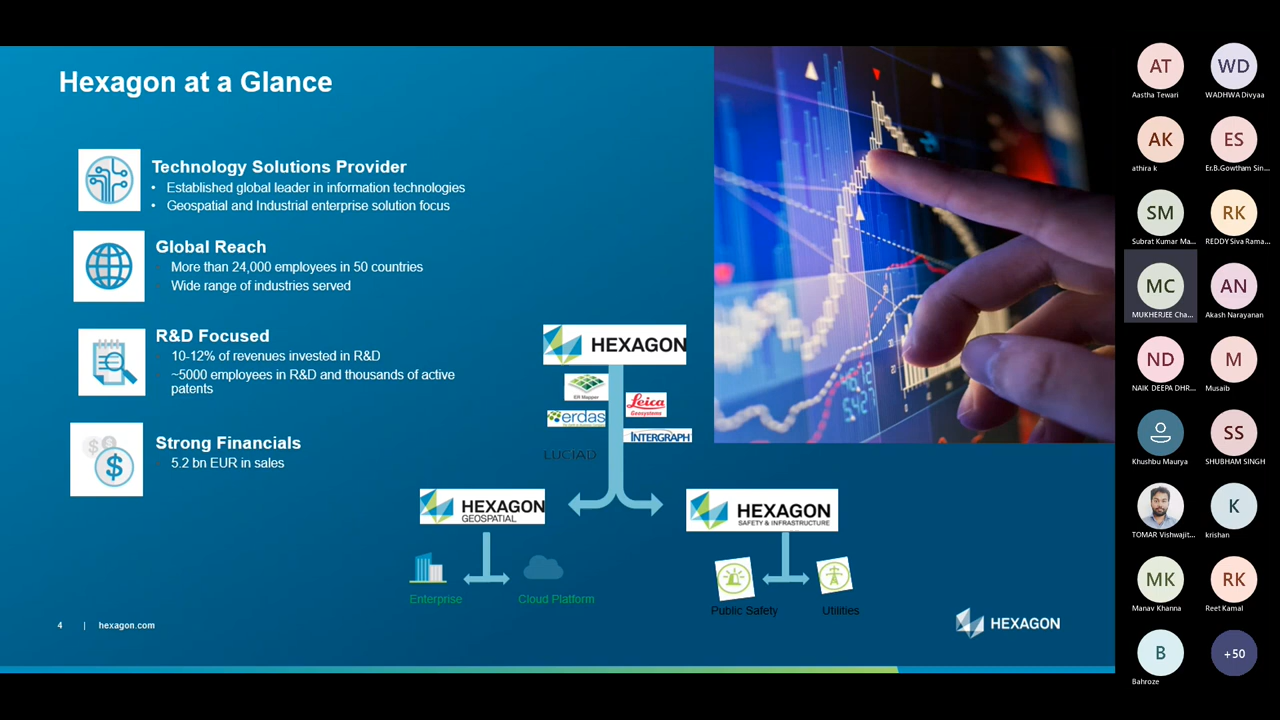 Hexagon at a Glance
Technology Solutions Provider
• Established global leader in information technologies
• Geospatial and Industrial enterprise solution focus
Global Reach
More than 24,000 employees in 50 countries
Wide range of industries served
R&D Focused
10-12% of revenues invested in R&D
~5000 employees in R&D and thousands of active
patents
Strong Financials
5.2 bn EUR in sales
HEXAGON
ER Mapper
erdas
Leica
Geosystems
INTERGRAPH
LUCIAD
HEXAGON
GEOSPATIAL
HEXAGON
SAFETY & INFRASTRUCTURE
Enterprise
Cloud Platform
Public Safety
Utilities
4 | hexagon.com
HEXAGON
AT
Aastha Tewari
WD
WADHWA Divyaa
AK
athira k
ES
Er.B.Gowtham Sin...
SM
Subrat Kumar Ma...
RK
REDDY Siva Rama...
MC
MUKHERJEE Cha...
AN
Akash Narayanan
ND
NAIK DEEPA DHR...
M
Musaib
Khushbu Maurya
SS
SHUBHAM SINGH
TOMAR Vishwajit...
K
krishan
MK
Manav Khanna
RK
Reet Kamal
B
Bahroze
+50